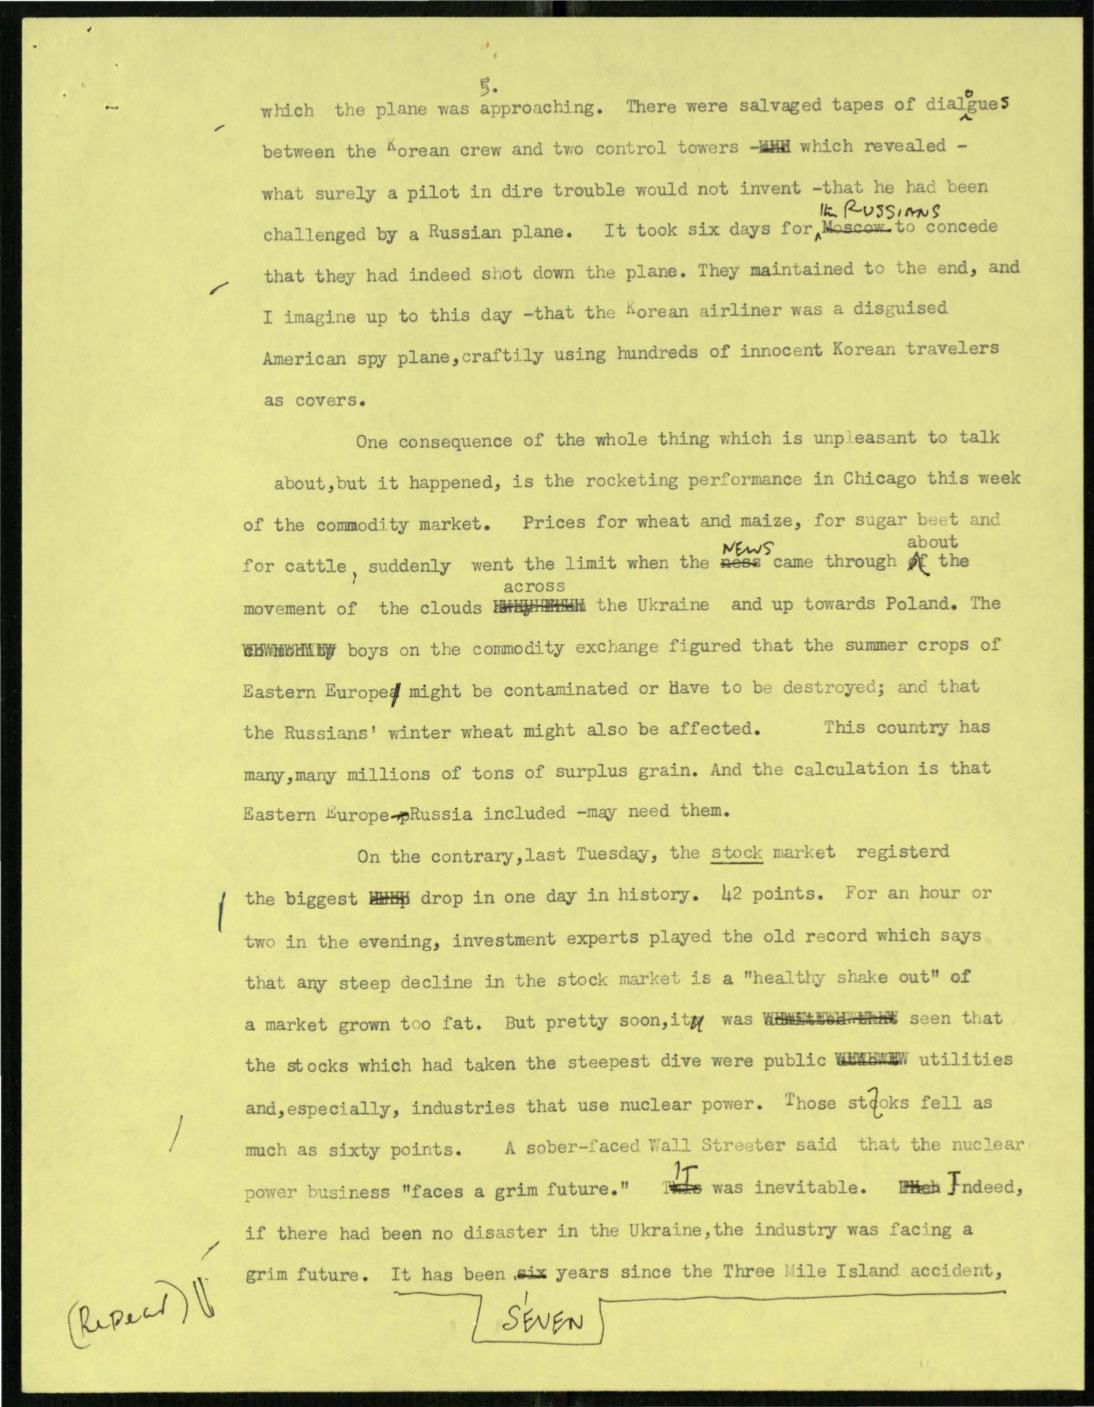 5.
which the plane was approaching. There were salvaged tapes of dialogues
between the Korean crew and two control towers - which revealed -
what surely a pilot in dire trouble would not invent -that he had been
the RUSSIANS
challenged by a Russian plane. It took six days for Moscow to concede
that they had indeed shot down the plane. They maintained to the end, and
I imagine up to this day -that the Korean airliner was a disguised
American spy plane,craftily using hundreds of innocent Korean travelers
as covers.
One consequence of the whole thing which is unpleasant to talk
about,but it happened, is the rocketing performance in Chicago this week
of the commodity market. Prices for wheat and maize, for sugar beet and
NEWS about
for cattle, suddenly went the limit when the ness came through of the
across
movement of the clouds the Ukraine and up towards Poland. The
boys on the commodity exchange figured that the summer crops of
Eastern Europe might be contaminated or have to be destroyed; and that
the Russians' winter wheat might also be affected. This country has
many,many millions of tons of surplus grain. And the calculation is that
Eastern Europe-Russia included -may need them.
On the contrary,last Tuesday, the stock market registerd
the biggest drop in one day in history. 42 points. For an hour or
two in the evening, investment experts played the old record which says
that any steep decline in the stock market is a "healthy shake out" of
a market grown too fat. But pretty soon,it was seen that
the stocks which had taken the steepest dive were public utilities
and,especially, industries that use nuclear power. Those stocks fell as
much as sixty points. A sober-faced Wall Streeter said that the nuclear
IT
power business "faces a grim future." This was inevitable. Indeed,
if there had been no disaster in the Ukraine,the industry was facing a
grim future. It has been six years since the Three Mile Island accident,
(Repeat)
SEVEN